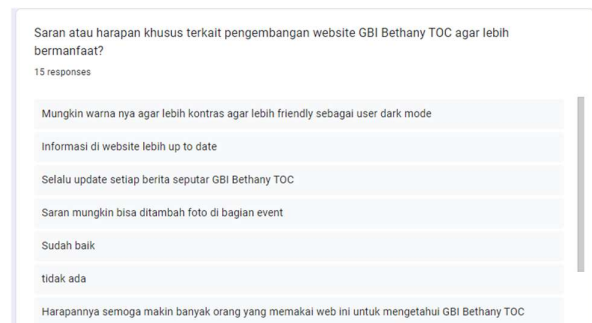 Saran atau harapan khusus terkait pengembangan website GBI Bethany TOC agar lebih
bermanfaat?
15 responses
Mungkin warna nya agar lebih kontras agar lebih friendly sebagai user dark mode
Informasi di website lebih up to date
Selalu update setiap berita seputar GBI Bethany TOC
Saran mungkin bisa ditambah foto di bagian event
Sudah baik
tidak ada
Harapannya semoga makin banyak orang yang memakai web ini untuk mengetahui GBI Bethany TOC